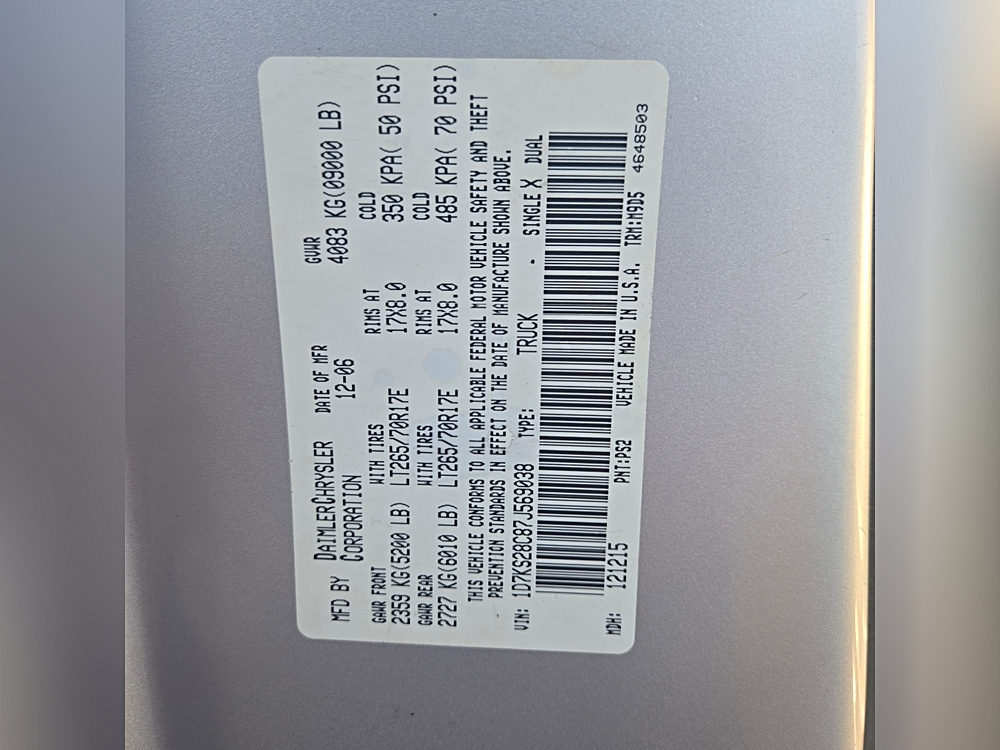 MFD BY DAIMLERCHRYSLER CORPORATION
DATE OF MFR 12-06
GVWR 4083 KG(09000 LB)
GAWR FRONT WITH TIRES RIMS AT COLD
2359 KG(5200 LB) LT265/70R17E 17X8.0 350 KPA( 50 PSI)
GAWR REAR WITH TIRES RIMS AT COLD
2727 KG(6010 LB) LT265/70R17E 17X8.0 485 KPA( 70 PSI)
THIS VEHICLE CONFORMS TO ALL APPLICABLE FEDERAL MOTOR VEHICLE SAFETY AND THEFT
PREVENTION STANDARDS IN EFFECT ON THE DATE OF MANUFACTURE SHOWN ABOVE.
VIN: 1D7KS28C87J569038 TYPE: TRUCK SINGLE X DUAL
MDH: 121215 PNT:PS2 VEHICLE MADE IN U.S.A. TRM:M9D5 4648503